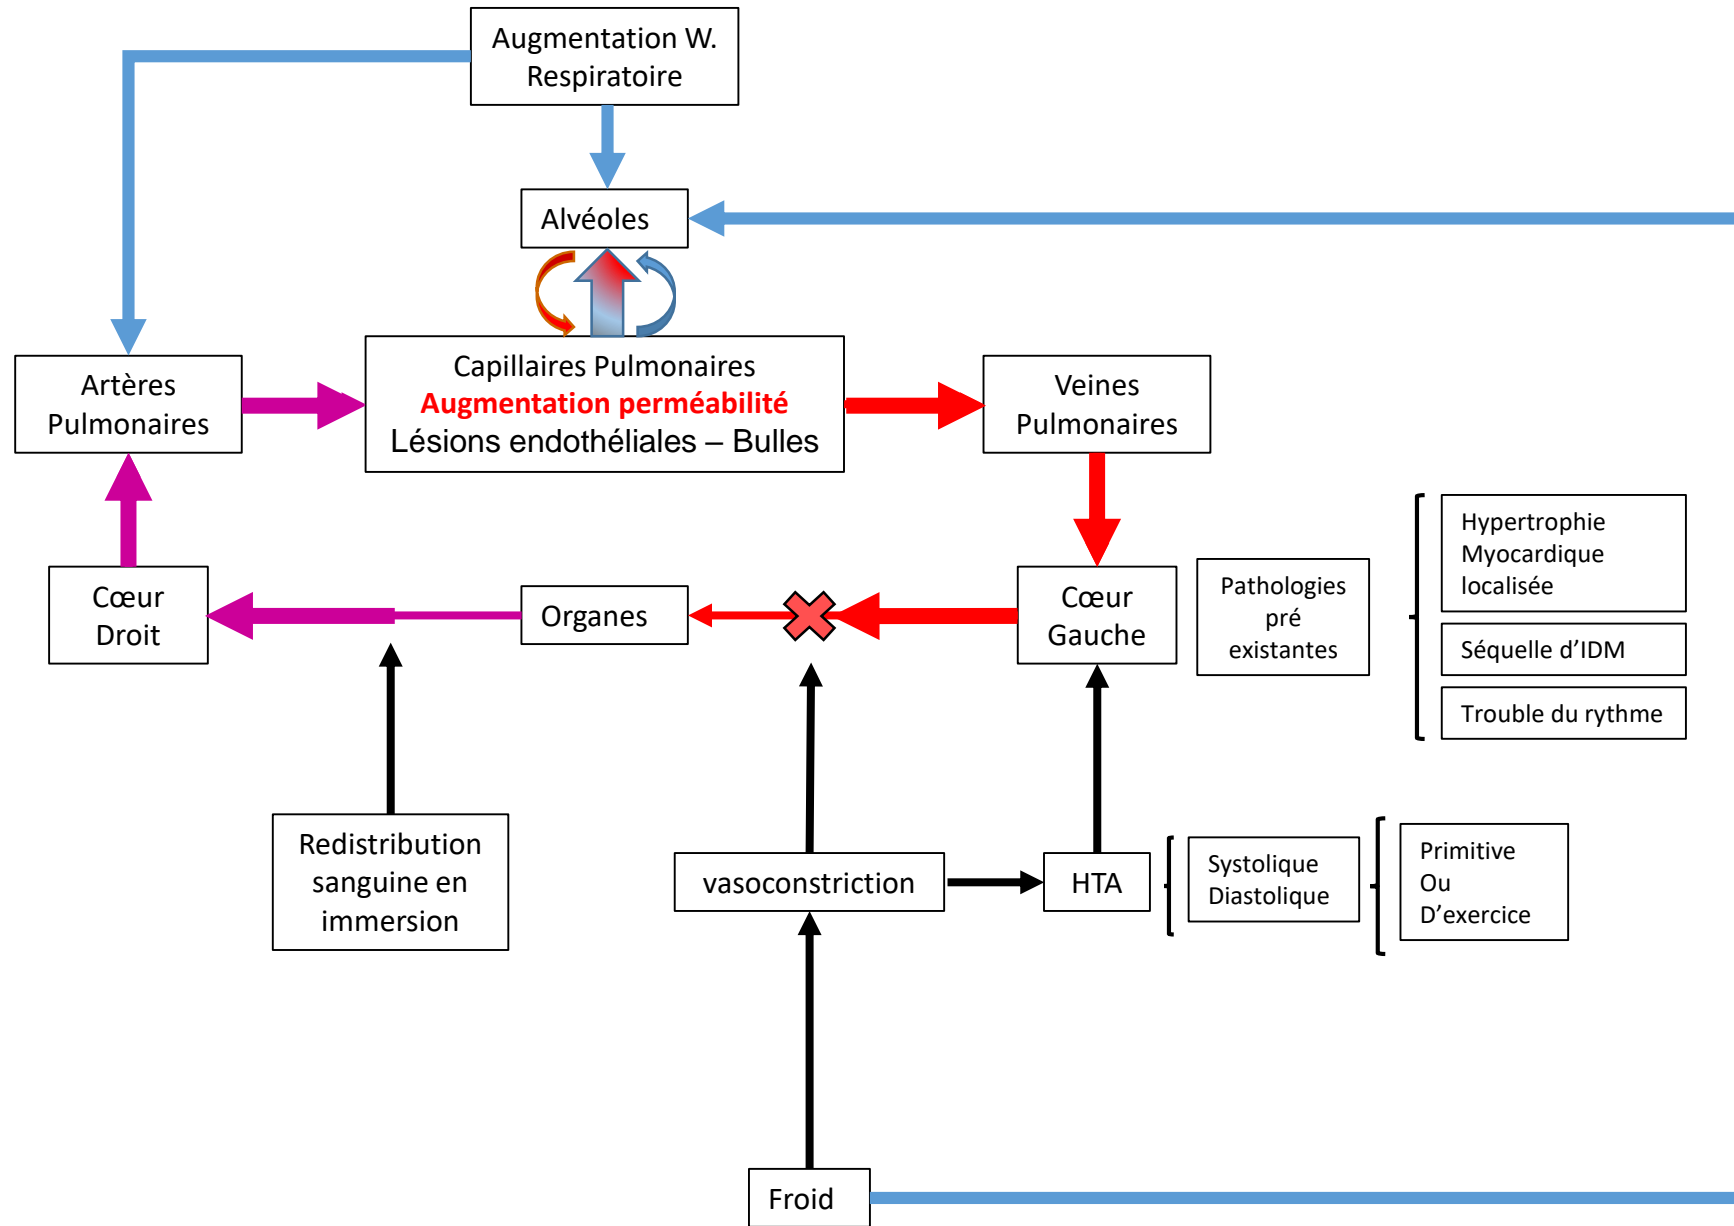 Augmentation W.
Respiratoire
Alvéoles
Artères
Pulmonaires
Capillaires Pulmonaires
Augmentation perméabilité
Lésions endothéliales – Bulles
Veines
Pulmonaires
Cœur
Droit
Organes
Cœur
Gauche
Pathologies
pré
existantes
Hypertrophie
Myocardique
localisée
Séquelle d’IDM
Trouble du rythme
Redistribution
sanguine en
immersion
vasoconstriction
HTA
Systolique
Diastolique
Primitive
Ou
D’exercice
Froid